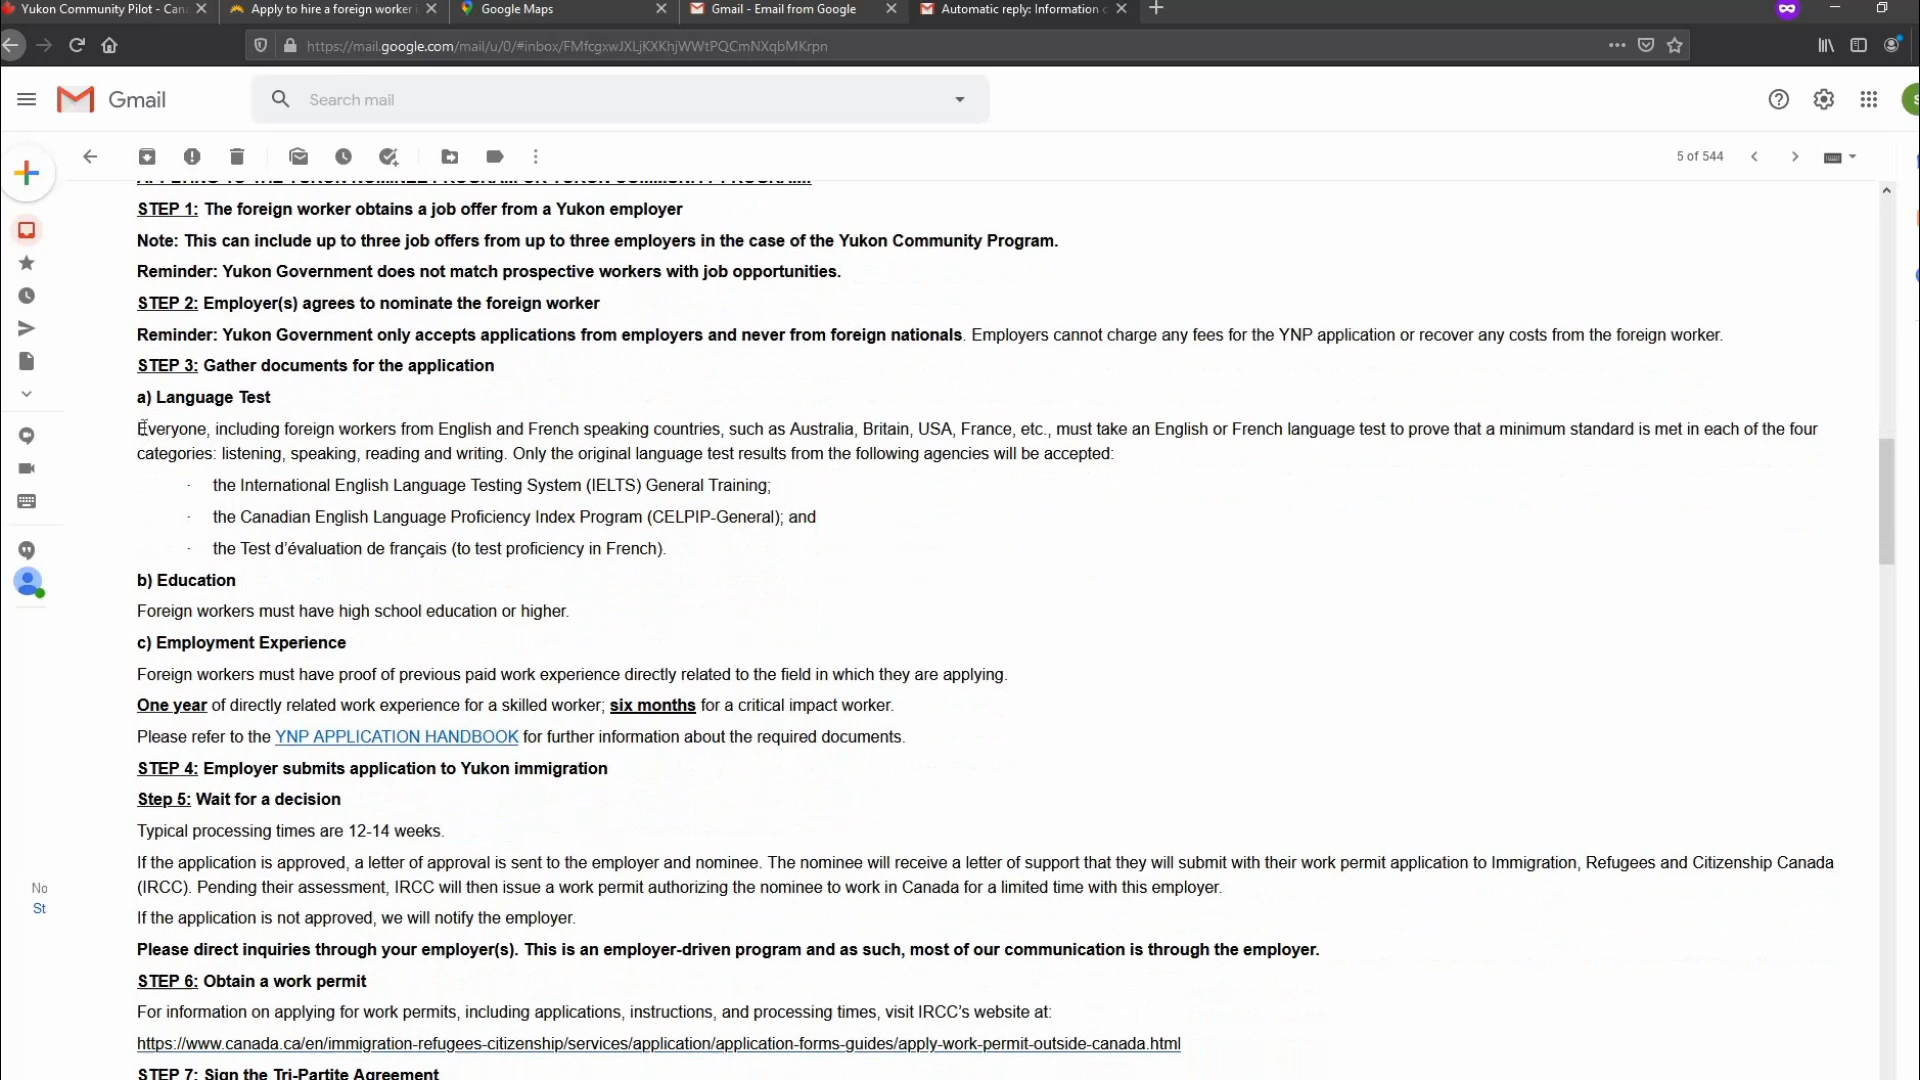 Yukon Community Pilot - Can
Apply to hire a foreign worker
Google Maps
Gmail - Email from Google
Automatic reply: Information
https://mail.google.com/mail/u/0/#inbox/FMfcgxwJXLjKXKhjWWtPQCmNXqbMKrpn
Gmail
Search mail
5 of 544
STEP 1: The foreign worker obtains a job offer from a Yukon employer
Note: This can include up to three job offers from up to three employers in the case of the Yukon Community Program.
Reminder: Yukon Government does not match prospective workers with job opportunities.
STEP 2: Employer(s) agrees to nominate the foreign worker
Reminder: Yukon Government only accepts applications from employers and never from foreign nationals. Employers cannot charge any fees for the YNP application or recover any costs from the foreign worker.
STEP 3: Gather documents for the application
a) Language Test
Everyone, including foreign workers from English and French speaking countries, such as Australia, Britain, USA, France, etc., must take an English or French language test to prove that a minimum standard is met in each of the four
categories: listening, speaking, reading and writing. Only the original language test results from the following agencies will be accepted:
· the International English Language Testing System (IELTS) General Training;
· the Canadian English Language Proficiency Index Program (CELPIP-General); and
· the Test d'évaluation de français (to test proficiency in French).
b) Education
Foreign workers must have high school education or higher.
c) Employment Experience
Foreign workers must have proof of previous paid work experience directly related to the field in which they are applying.
One year of directly related work experience for a skilled worker; six months for a critical impact worker.
Please refer to the YNP APPLICATION HANDBOOK for further information about the required documents.
STEP 4: Employer submits application to Yukon immigration
Step 5: Wait for a decision
Typical processing times are 12-14 weeks.
If the application is approved, a letter of approval is sent to the employer and nominee. The nominee will receive a letter of support that they will submit with their work permit application to Immigration, Refugees and Citizenship Canada
(IRCC). Pending their assessment, IRCC will then issue a work permit authorizing the nominee to work in Canada for a limited time with this employer.
No
St
If the application is not approved, we will notify the employer.
Please direct inquiries through your employer(s). This is an employer-driven program and as such, most of our communication is through the employer.
STEP 6: Obtain a work permit
For information on applying for work permits, including applications, instructions, and processing times, visit IRCC's website at:
https://www.canada.ca/en/immigration-refugees-citizenship/services/application/application-forms-guides/apply-work-permit-outside-canada.html
STEP 7: Sign the Tri-Partite Agreement